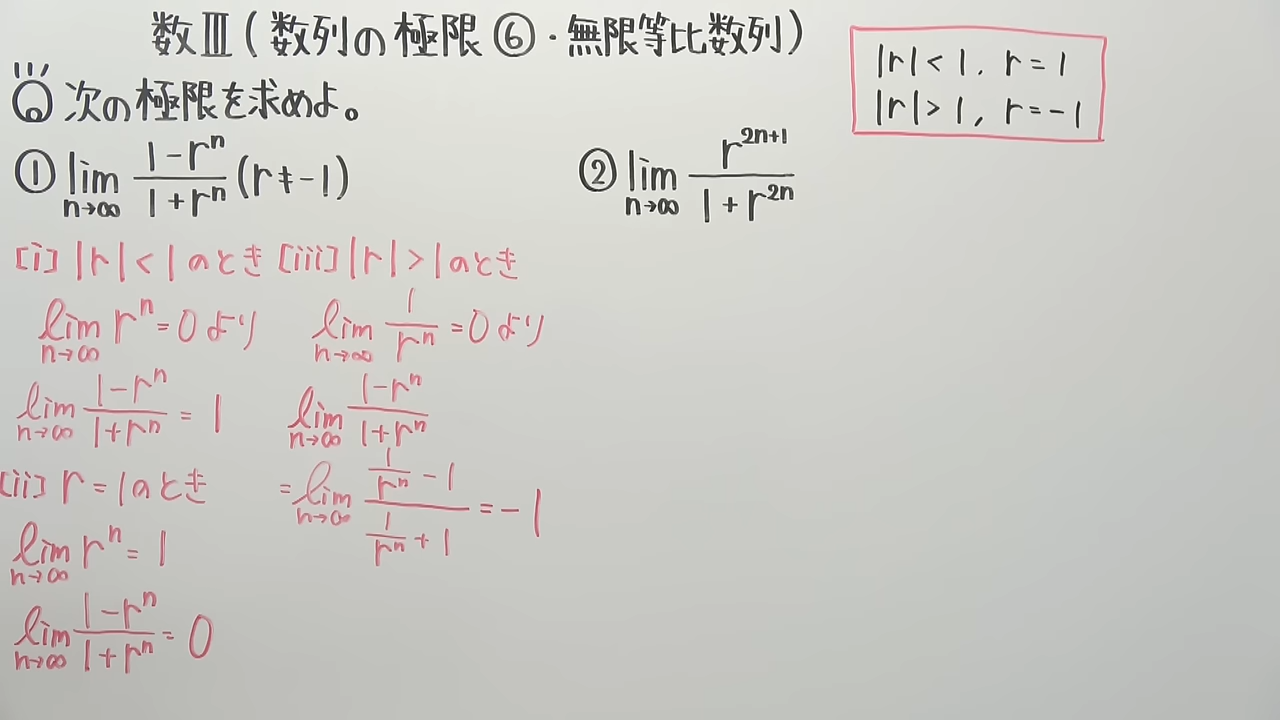 数Ⅲ(数列の極限⑥・無限等比数列)
|r|<1, r=1
|r|>1, r=-1
Q 次の極限を求めよ。
① lim_{n→∞} (1-r^n)/(1+r^n) (r≠-1)
② lim_{n→∞} r^{2n+1}/(1+r^{2n})
[i] |r|<1のとき
lim_{n→∞} r^n=0より
lim_{n→∞} (1-r^n)/(1+r^n) = 1
[ii] r=1のとき
lim_{n→∞} r^n=1
lim_{n→∞} (1-r^n)/(1+r^n) = 0
[iii] |r|>1のとき
lim_{n→∞} 1/r^n=0より
lim_{n→∞} (1-r^n)/(1+r^n)
=lim_{n→∞} (1/r^n - 1)/(1/r^n + 1) = -1